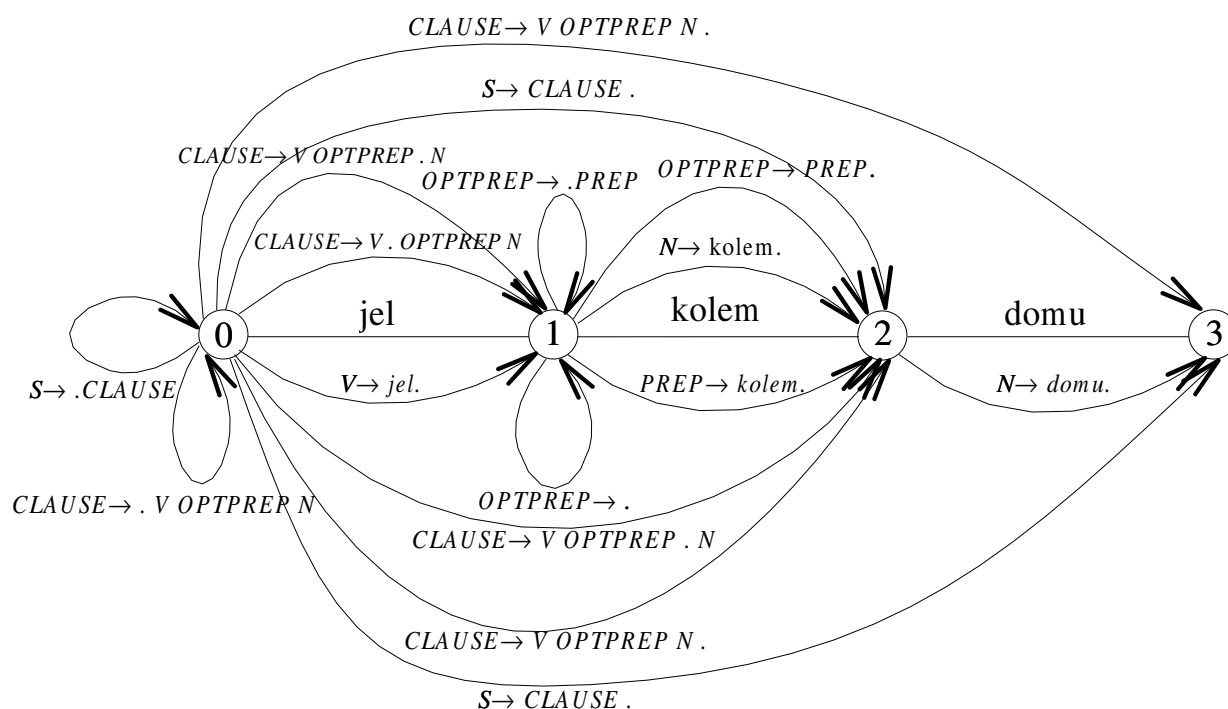 CLAUSE→ V OPTPREP N .
S→ CLAUSE .
CLAUSE→ V OPTPREP . N
OPTPREP→ .PREP
OPTPREP→ PREP.
CLAUSE→ V . OPTPREP N
N→ kolem.
jel
kolem
domu
0
1
2
3
S→ .CLAUSE
V→ jel.
PREP→ kolem.
N→ domu.
CLAUSE→ . V OPTPREP N
OPTPREP→ .
CLAUSE→ V OPTPREP . N
CLAUSE→ V OPTPREP N .
S→ CLAUSE .